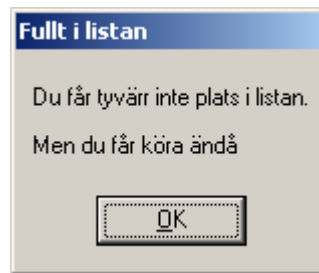 Fullt i listan
Du får tyvärr inte plats i listan.
Men du får köra ändå
OK